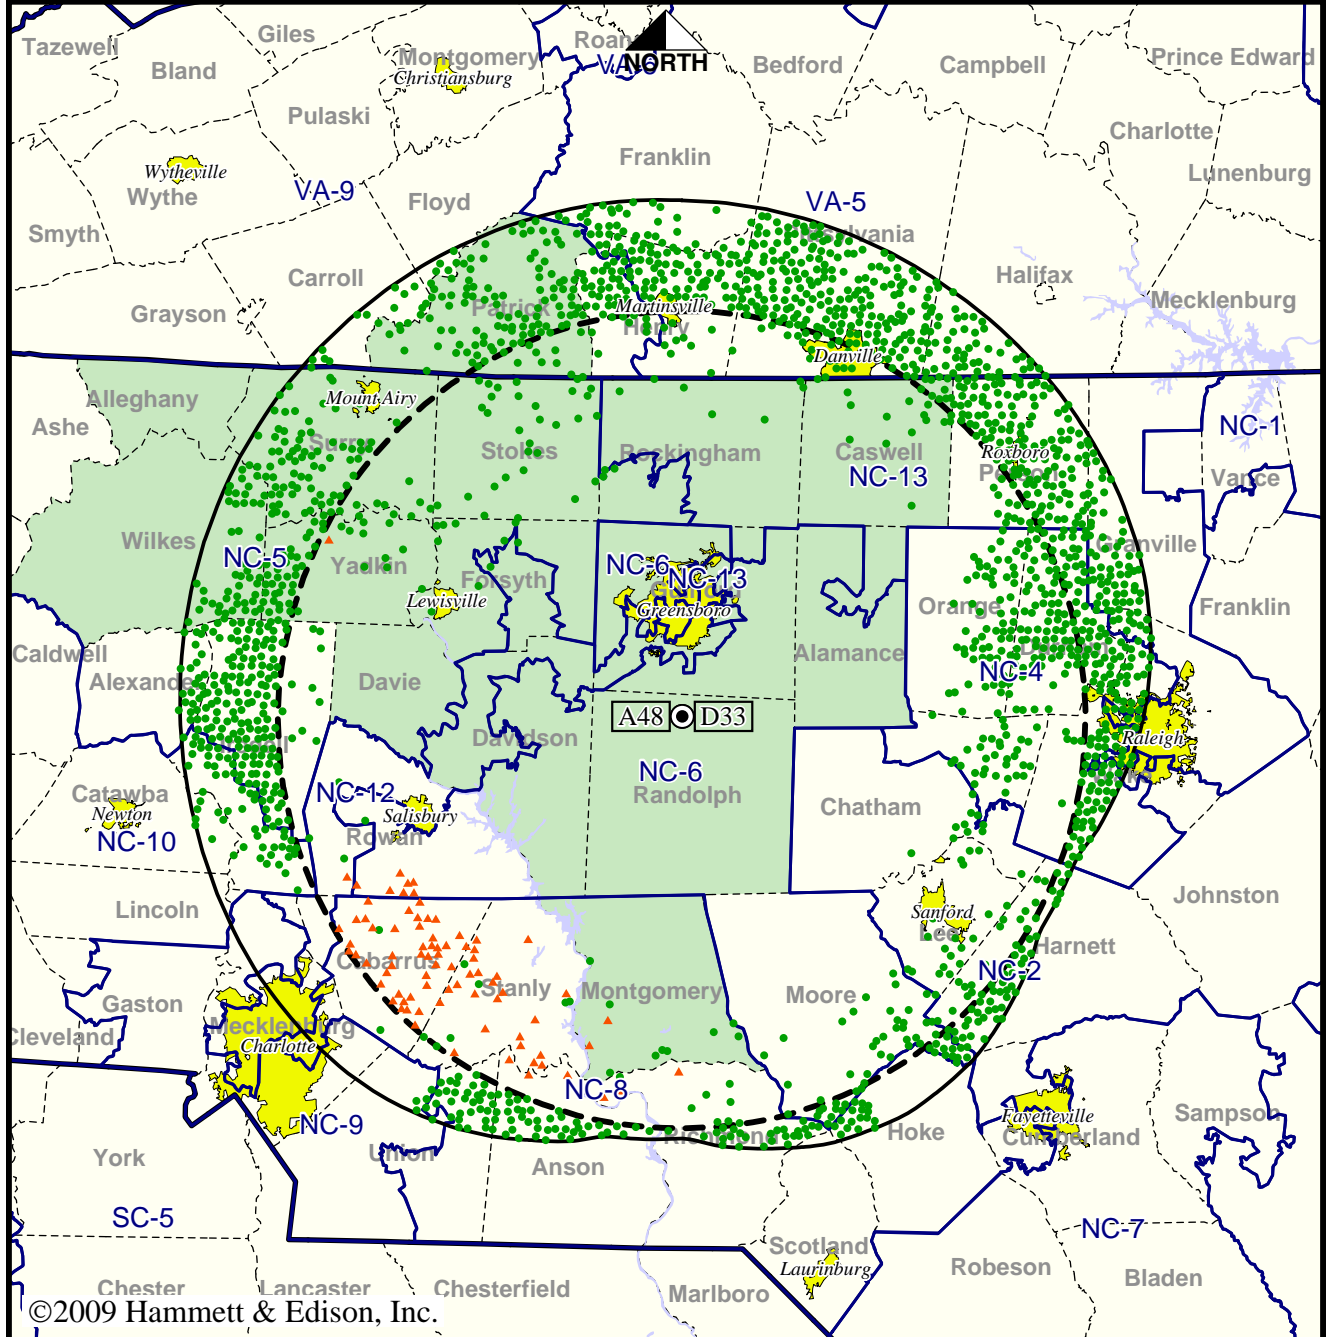 Tazewell
Giles
Bland
Montgomery
Christiansburg
VA-6
NORTH
Bedford
Campbell
Prince Edward
Pulaski
Charlotte
Wytheville
Wythe
VA-9
Franklin
Lunenburg
Floyd
VA-5
Smyth
Carroll
Halifax
Grayson
Patrick
Martinsville
Henry
Mecklenburg
Danville
Alleghany
Mount Airy
Ashe
Surry
Stokes
Rockingham
Caswell
NC-13
Roxboro
NC-1
Vance
Wilkes
NC-5
Yadkin
Forsyth
NC-6
NC-13
Granville
Lewisville
Greensboro
Orange
Franklin
Caldwell
Alexander
Davie
Alamance
NC-4
Davidson
A48
D33
Raleigh
NC-6
Randolph
Catawba
Newton
NC-10
NC-12
Salisbury
Rowan
Chatham
Lincoln
Sanford
Lee
Johnston
Harnett
Cabarrus
Stanly
Montgomery
Moore
NC-2
Gaston
Cleveland
Mecklenburg
Charlotte
NC-8
NC-9
Fayetteville
Cumberland
Sampson
York
Union
Anson
Richmond
Hoke
SC-5
NC-7
Scotland
Laurinburg
Robeson
Bladen
Chester
Lancaster
Chesterfield
Marlboro
©2009 Hammett & Edison, Inc.